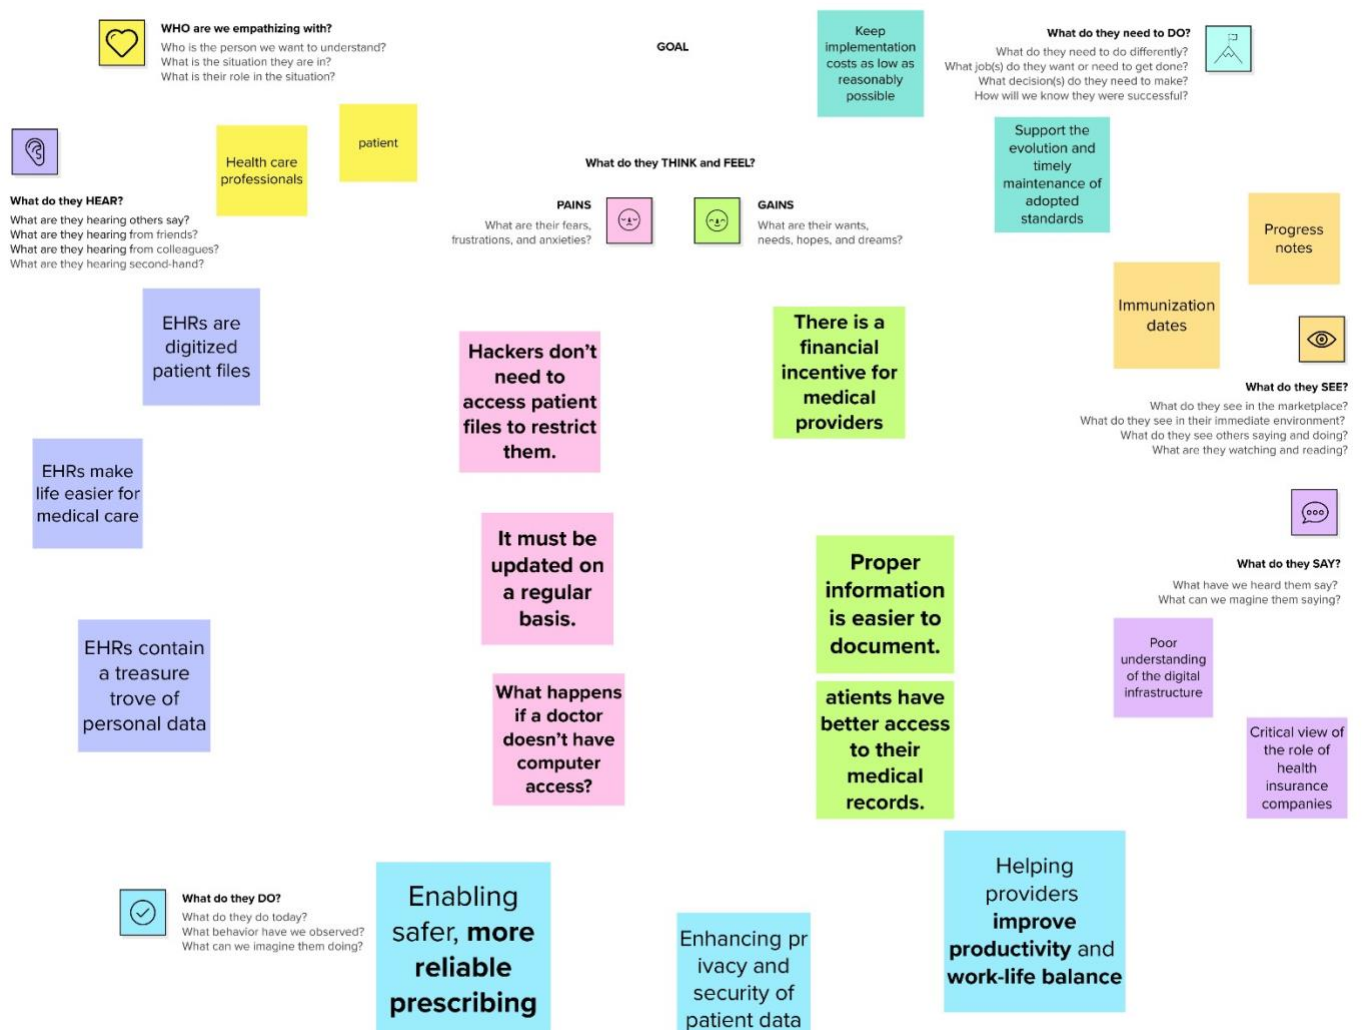 WHO are we empathizing with?
Who is the person we want to understand?
What is the situation they are in?
What is their role in the situation?
Health care
professionals
patient
GOAL
Keep
implementation
costs as low as
reasonably
possible
What do they need to DO?
What do they need to do differently?
What job(s) do they want or need to get done?
What decision(s) do they need to make?
How will we know they were successful?
Support the
evolution and
timely
maintenance of
adopted
standards
What do they HEAR?
What are they hearing others say?
What are they hearing from friends?
What are they hearing from colleagues?
What are they hearing second-hand?
EHRs are
digitized
patient files
EHRs make
life easier for
medical care
EHRs contain
a treasure
trove of
personal data
What do they THINK and FEEL?
PAINS
What are their fears,
frustrations, and anxieties?
GAINS
What are their wants,
needs, hopes, and dreams?
Hackers don’t
need to
access patient
files to restrict
them.
It must be
updated on
a regular
basis.
What happens
if a doctor
doesn’t have
computer
access?
There is a
financial
incentive for
medical
providers
Proper
information
is easier to
document.
atients have
better access
to their
medical
records.
Progress
notes
Immunization
dates
What do they SEE?
What do they see in the marketplace?
What do they see in their immediate environment?
What do they see others saying and doing?
What are they watching and reading?
What do they SAY?
What have we heard them say?
What can we magine them saying?
Poor
understanding
of the digital
infrastructure
Critical view of
the role of
health
insurance
companies
What do they DO?
What do they do today?
What behavior have we observed?
What can we imagine them doing?
Enabling
safer, more
reliable
prescribing
Enhancing pr
ivacy and
security of
patient data
Helping
providers
improve
productivity and
work-life balance